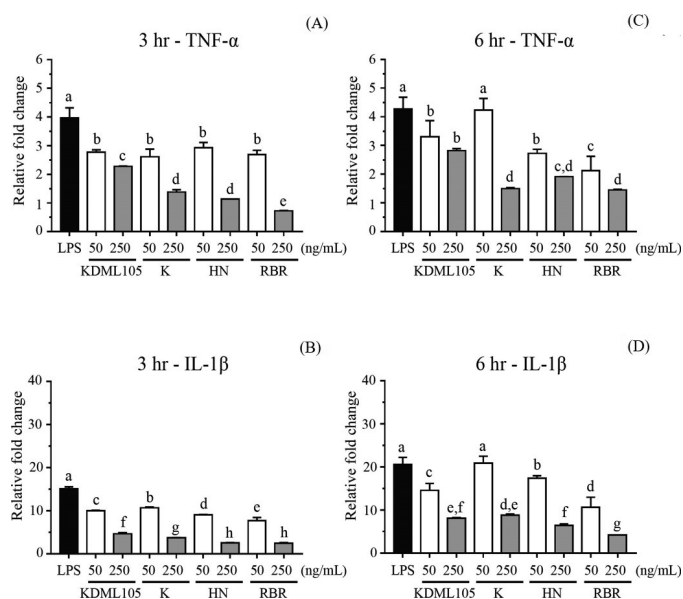 (A)
3 hr - TNF-α
Relative fold change
6
5
4
3
2
1
0
a
b
c
b
d
b
d
b
e
LPS 50 250 50 250 50 250 50 250 (ng/mL)
KDML105 K HN RBR
(C)
6 hr - TNF-α
Relative fold change
6
5
4
3
2
1
0
a
b
b
a
d
b
c,d
c
d
LPS 50 250 50 250 50 250 50 250 (ng/mL)
KDML105 K HN RBR
(B)
3 hr - IL-1β
Relative fold change
40
30
20
10
0
a
c
f
b
g
d
h
e
h
LPS 50 250 50 250 50 250 50 250 (ng/mL)
KDML105 K HN RBR
(D)
6 hr - IL-1β
Relative fold change
40
30
20
10
0
a
c
e,f
a
d,e
b
f
d
g
LPS 50 250 50 250 50 250 50 250 (ng/mL)
KDML105 K HN RBR